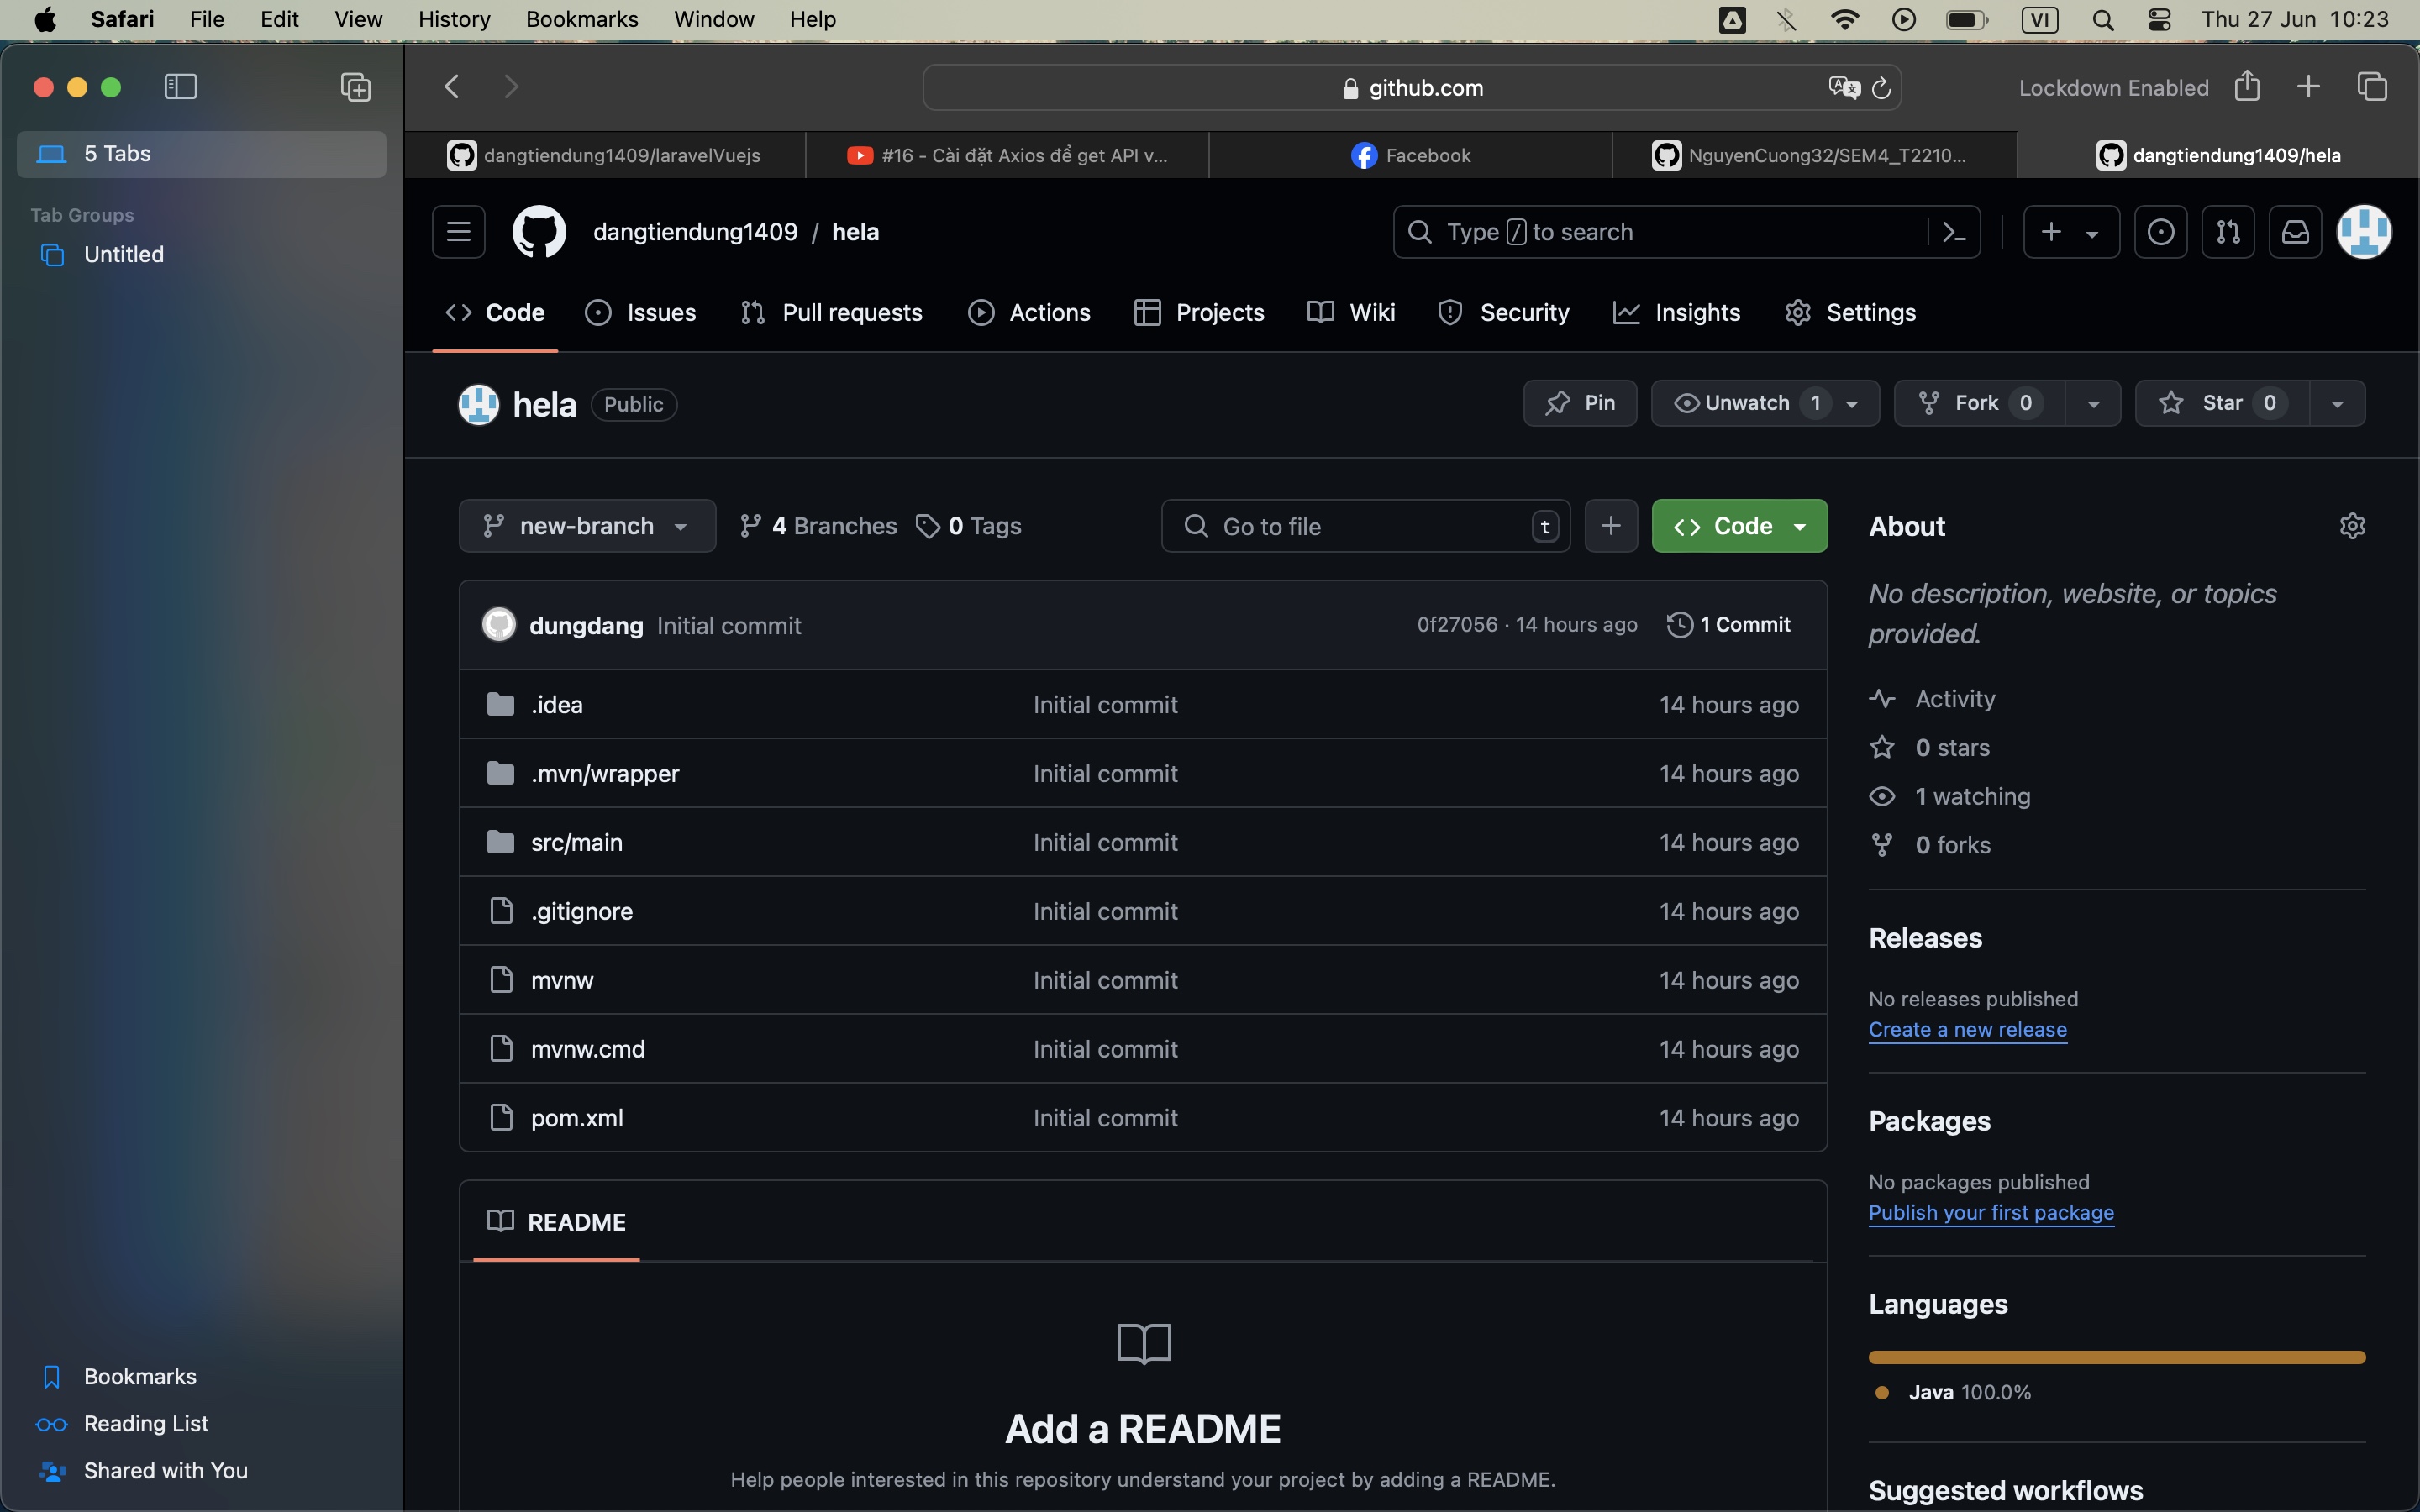 Safari File Edit View History Bookmarks Window Help VI Thu 27 Jun 10:23
github.com Lockdown Enabled
5 Tabs
dangtiendung1409/laravelVuejs #16 - Cài đặt Axios để get API v... Facebook NguyenCuong32/SEM4_T2210... dangtiendung1409/hela
Tab Groups
Untitled
dangtiendung1409 / hela Type / to search
Code Issues Pull requests Actions Projects Wiki Security Insights Settings
hela Public Pin Unwatch 1 Fork 0 Star 0
new-branch 4 Branches 0 Tags Go to file t Code
About
No description, website, or topics
provided.
dungdang Initial commit 0f27056 · 14 hours ago 1 Commit
.idea Initial commit 14 hours ago
.mvn/wrapper Initial commit 14 hours ago
src/main Initial commit 14 hours ago
.gitignore Initial commit 14 hours ago
mvnw Initial commit 14 hours ago
mvnw.cmd Initial commit 14 hours ago
pom.xml Initial commit 14 hours ago
Activity
0 stars
1 watching
0 forks
Releases
No releases published
Create a new release
Packages
No packages published
Publish your first package
Languages
Java 100.0%
Suggested workflows
README
Add a README
Help people interested in this repository understand your project by adding a README.
Bookmarks
Reading List
Shared with You